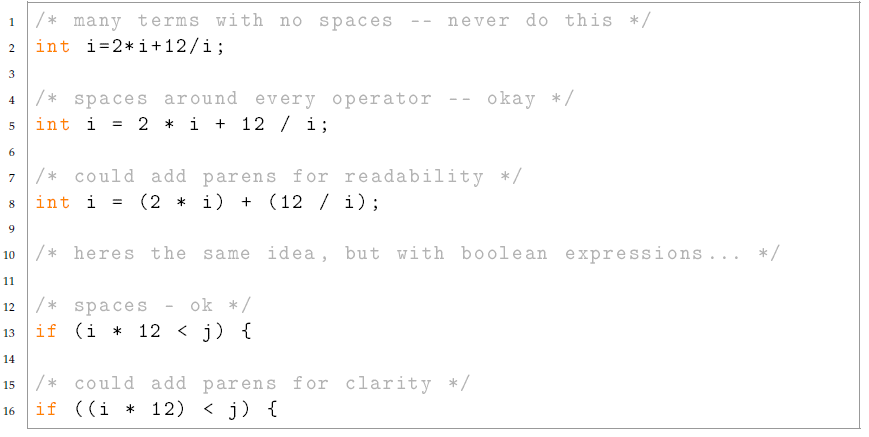 1 /* many terms with no spaces -- never do this */
2 int i=2*i+12/i;
3
4 /* spaces around every operator -- okay */
5 int i = 2 * i + 12 / i;
6
7 /* could add parens for readability */
8 int i = (2 * i) + (12 / i);
9
10 /* heres the same idea, but with boolean expressions... */
11
12 /* spaces - ok */
13 if (i * 12 < j) {
14
15 /* could add parens for clarity */
16 if ((i * 12) < j) {